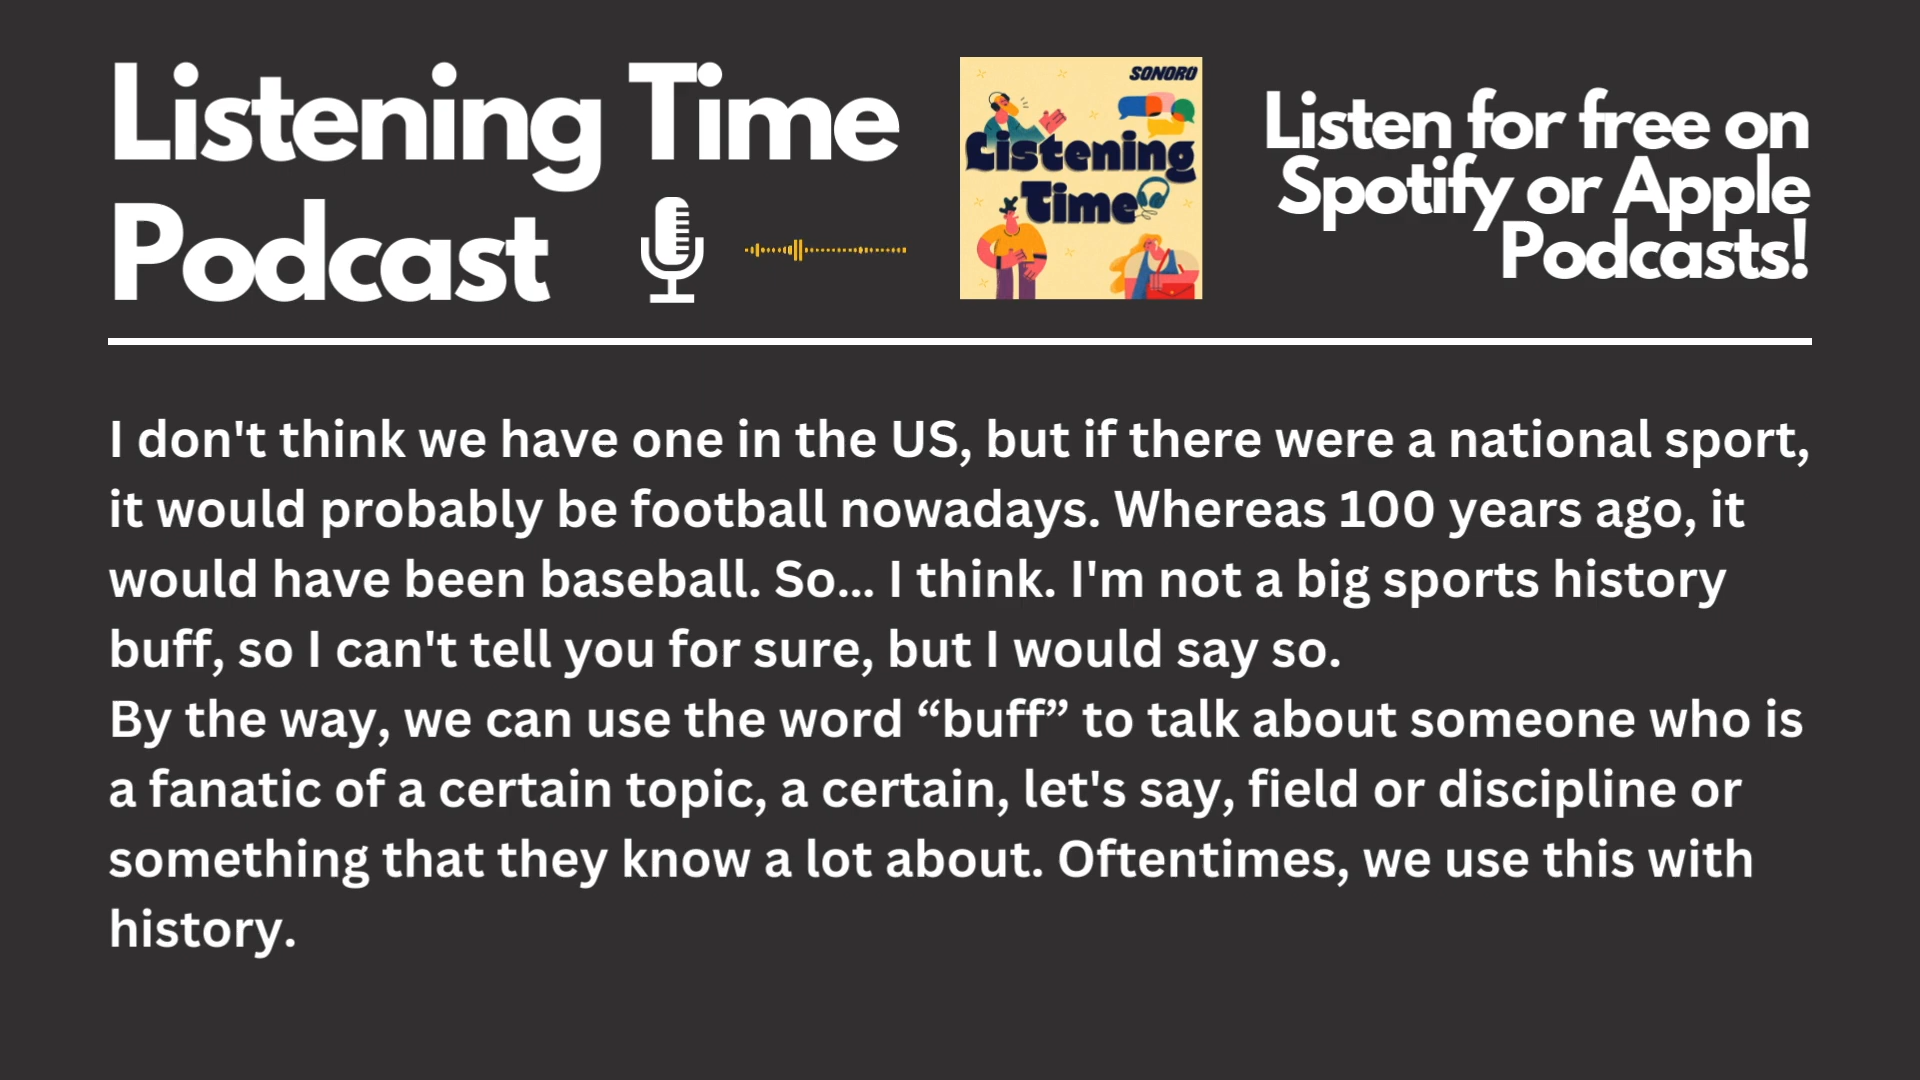 Listening Time
Podcast
SONORO
Listening
Time
Listen for free on
Spotify or Apple
Podcasts!
I don't think we have one in the US, but if there were a national sport,
it would probably be football nowadays. Whereas 100 years ago, it
would have been baseball. So... I think. I'm not a big sports history
buff, so I can't tell you for sure, but I would say so.
By the way, we can use the word “buff” to talk about someone who is
a fanatic of a certain topic, a certain, let's say, field or discipline or
something that they know a lot about. Oftentimes, we use this with
history.